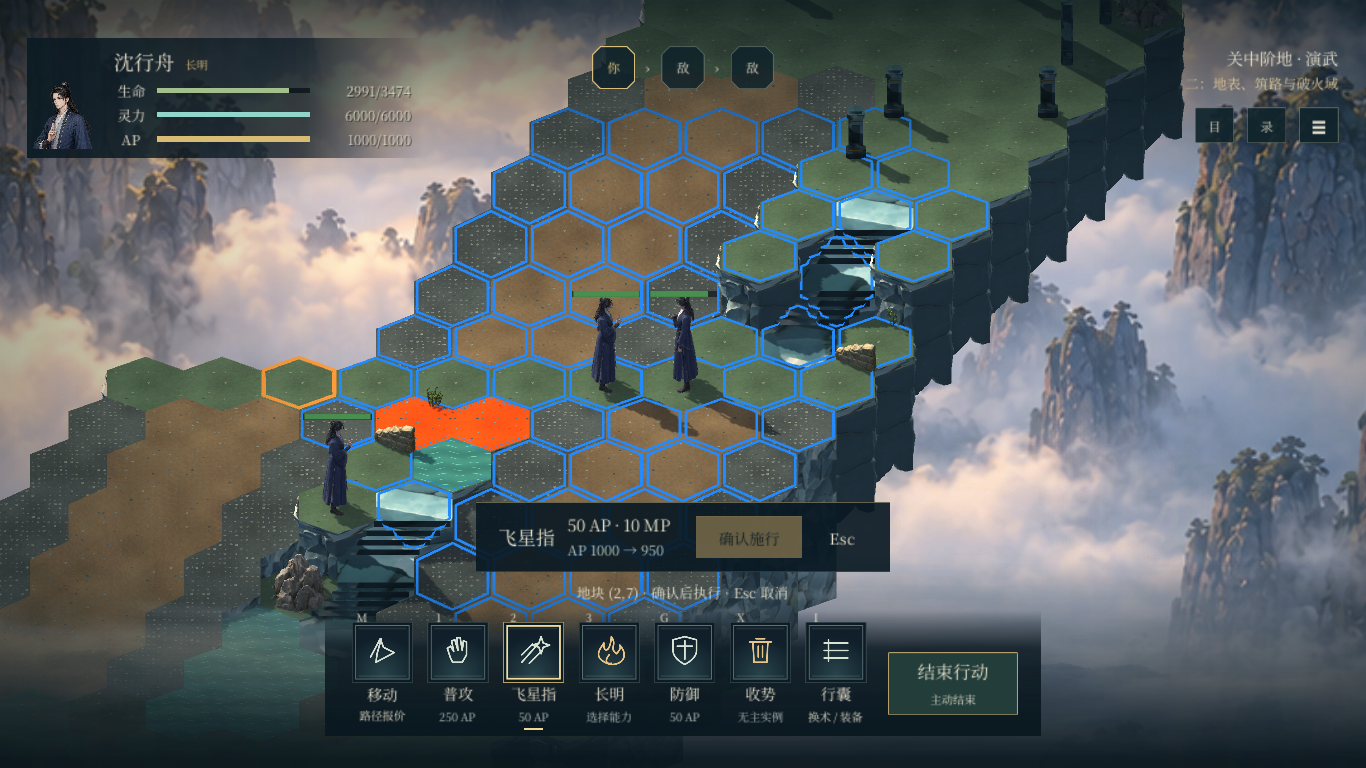 沈行舟 长明
生命 2991/3474
灵力 6000/6000
AP 1000/1000
你 › 敌 › 敌
关中阶地 · 演武
二：地表、筑路与破火域
目 录 ☰
飞星指 50 AP · 10 MP
AP 1000 → 950
确认施行 Esc
地块 (2,7) · 确认后执行 · Esc 取消
M 1 2 3 G X I
移动 普攻 飞星指 长明 防御 收势 行囊
路径报价 250 AP 50 AP 选择能力 50 AP 无主实例 换术 / 装备
结束行动
主动结束